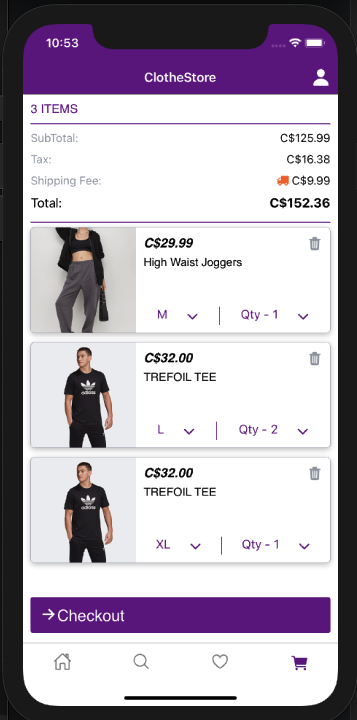 10:53
ClotheStore
3 ITEMS
SubTotal: C$125.99
Tax: C$16.38
Shipping Fee: C$9.99
Total: C$152.36
C$29.99
High Waist Joggers
M Qty - 1
C$32.00
TREFOIL TEE
adidas
L Qty - 2
C$32.00
TREFOIL TEE
adidas
XL Qty - 1
Checkout